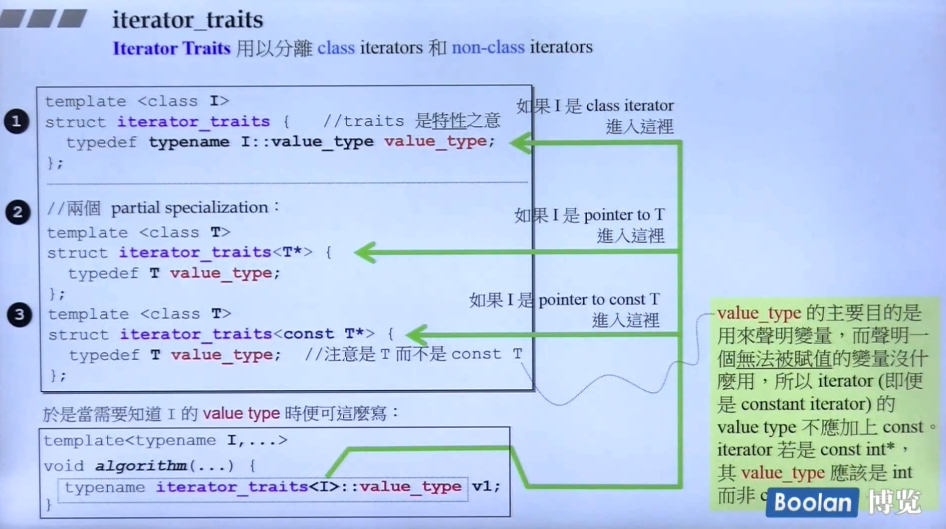 iterator_traits
Iterator Traits 用以分離 class iterators 和 non-class iterators
1
template <class I>
struct iterator_traits { //traits 是特性之意
typedef typename I::value_type value_type;
};
如果 I 是 class iterator
進入這裡
2
//兩個 partial specialization：
template <class T>
struct iterator_traits<T*> {
typedef T value_type;
};
如果 I 是 pointer to T
進入這裡
3
template <class T>
struct iterator_traits<const T*> {
typedef T value_type; //注意是 T 而不是 const T
};
如果 I 是 pointer to const T
進入這裡
value_type 的主要目的是
用來聲明變量，而聲明一
個無法被賦值的變量沒什
麼用，所以 iterator (即便
是 constant iterator) 的
value type 不應加上 const。
iterator 若是 const int*，
其 value_type 應該是 int
而非
於是當需要知道 I 的 value type 時便可這麼寫：
template<typename I,...>
void algorithm(...) {
typename iterator_traits<I>::value_type v1;
}
Boolan 博览